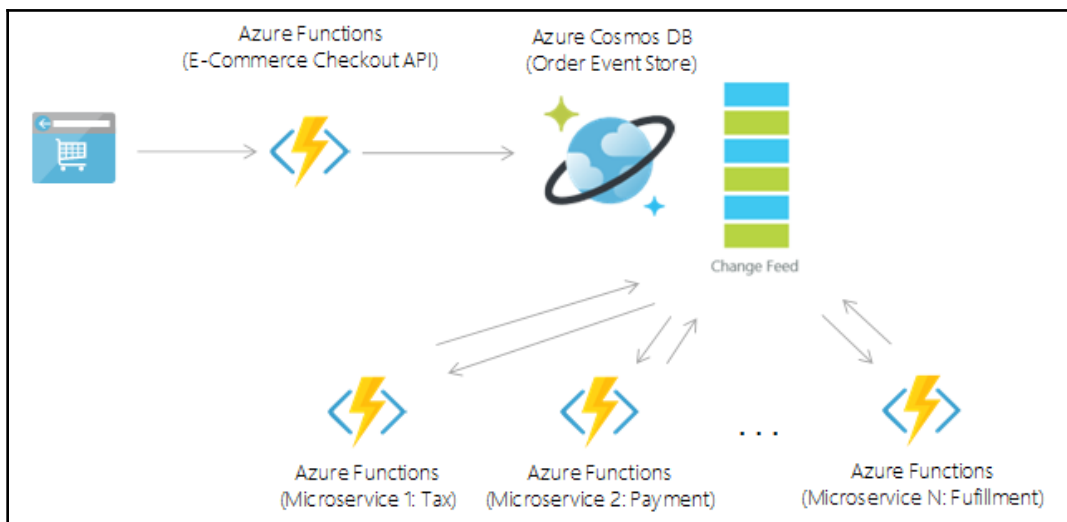 Azure Functions
(E-Commerce Checkout API)
Azure Cosmos DB
(Order Event Store)
Change Feed
. . .
Azure Functions
(Microservice 1: Tax)
Azure Functions
(Microservice 2: Payment)
Azure Functions
(Microservice N: Fufillment)